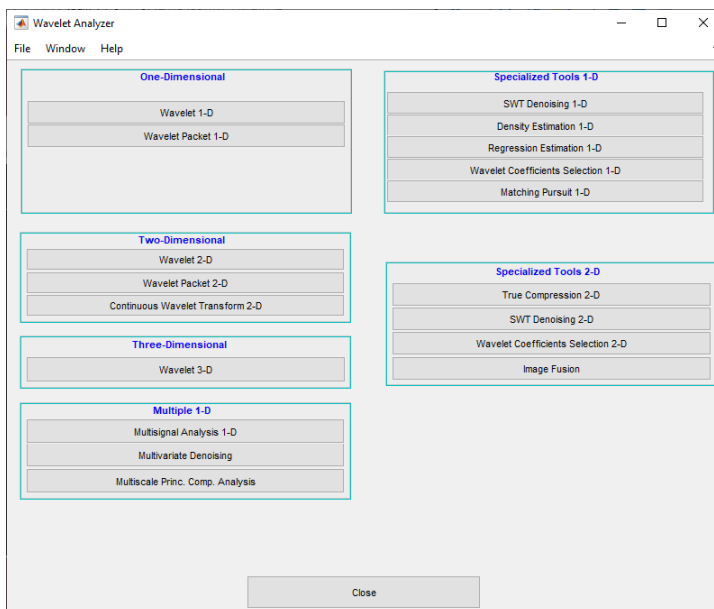 Wavelet Analyzer
File Window Help
One-Dimensional
Wavelet 1-D
Wavelet Packet 1-D
Two-Dimensional
Wavelet 2-D
Wavelet Packet 2-D
Continuous Wavelet Transform 2-D
Three-Dimensional
Wavelet 3-D
Multiple 1-D
Multisignal Analysis 1-D
Multivariate Denoising
Multiscale Princ. Comp. Analysis
Specialized Tools 1-D
SWT Denoising 1-D
Density Estimation 1-D
Regression Estimation 1-D
Wavelet Coefficients Selection 1-D
Matching Pursuit 1-D
Specialized Tools 2-D
True Compression 2-D
SWT Denoising 2-D
Wavelet Coefficients Selection 2-D
Image Fusion
Close